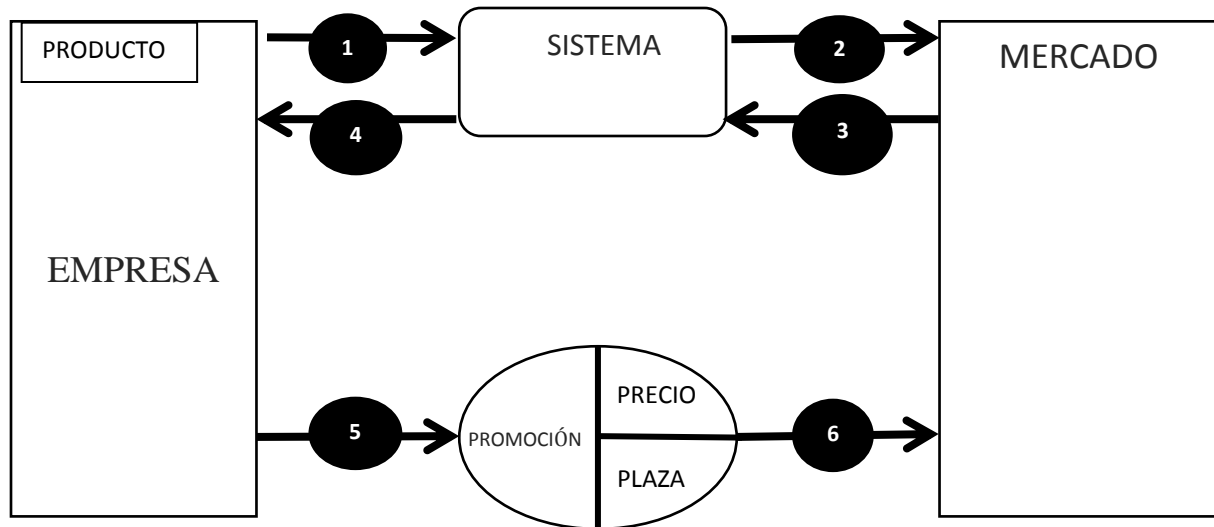 PRODUCTO
1
SISTEMA
2
MERCADO
4
3
EMPRESA
5
PROMOCIÓN
PRECIO
PLAZA
6